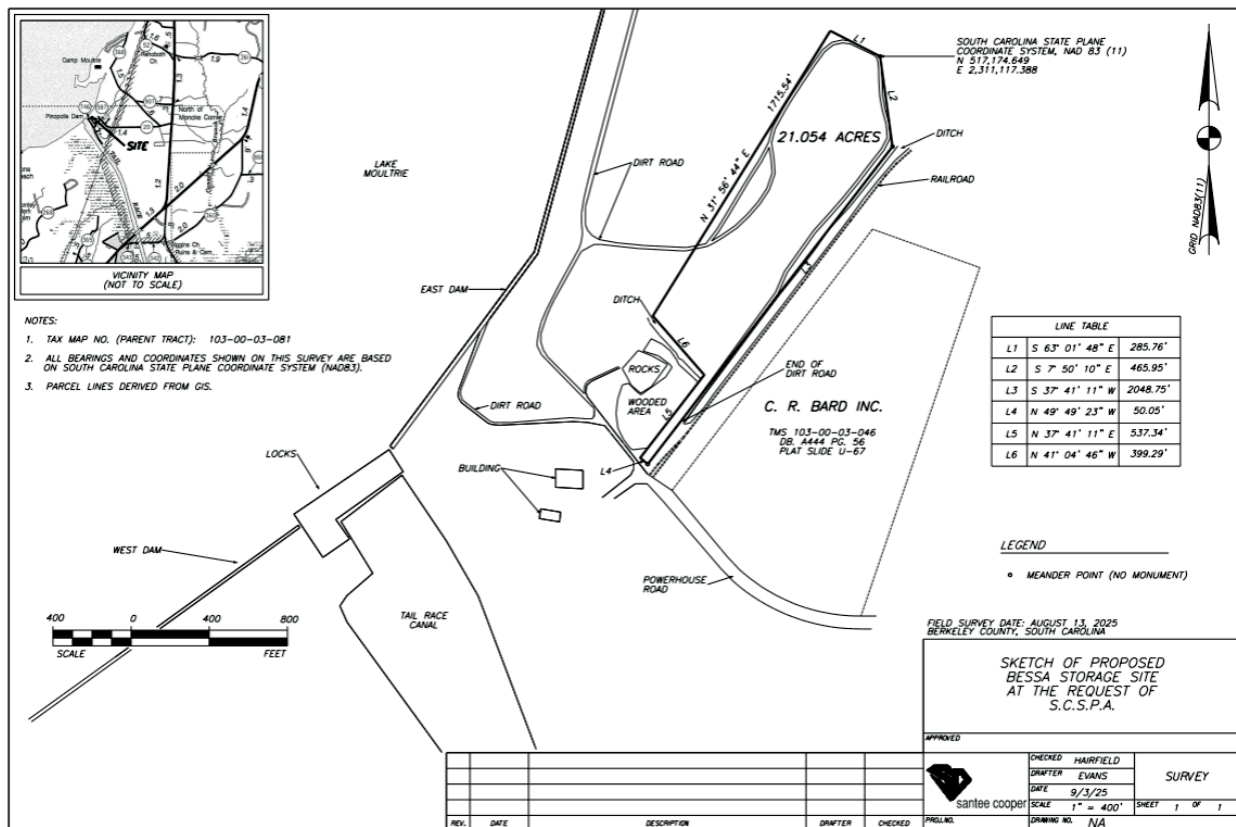 Camp Moultrie
Pinopolis Dam
SITE
North of
VICINITY MAP
(NOT TO SCALE)
NOTES:
1. TAX MAP NO. (PARENT TRACT): 103-00-03-081
2. ALL BEARINGS AND COORDINATES SHOWN ON THIS SURVEY ARE BASED
ON SOUTH CAROLINA STATE PLANE COORDINATE SYSTEM (NAD83).
3. PARCEL LINES DERIVED FROM GIS.
LAKE
MOULTRIE
DIRT ROAD
EAST DAM
DIRT ROAD
LOCKS
WEST DAM
BUILDING
TAIL RACE
CANAL
400 0 400 800
SCALE FEET
L1
1715.54'
N 31° 56' 44" E
21.054 ACRES
L2
SOUTH CAROLINA STATE PLANE
COORDINATE SYSTEM, NAD 83 (11)
N 517,174.649
E 2,311,117.388
DITCH
RAILROAD
GRID NAD83(11)
L3
DITCH
L6
ROCKS
WOODED
AREA
L5
L4
END OF
DIRT ROAD
C. R. BARD INC.
TMS 103-00-03-046
DB. A444 PG. 56
PLAT SLIDE U-67
POWERHOUSE
ROAD
LINE TABLE
L1 S 63° 01' 48" E 285.76'
L2 S 7° 50' 10" E 465.95'
L3 S 37° 41' 11" W 2048.75'
L4 N 49° 49' 23" W 50.05'
L5 N 37° 41' 11" E 537.34'
L6 N 41° 04' 46" W 399.29'
LEGEND
MEANDER POINT (NO MONUMENT)
FIELD SURVEY DATE: AUGUST 13, 2025
BERKELEY COUNTY, SOUTH CAROLINA
SKETCH OF PROPOSED
BESSA STORAGE SITE
AT THE REQUEST OF
S.C.S.P.A.
APPROVED
santee cooper
CHECKED HAIRFIELD
DRAFTER EVANS
DATE 9/3/25
SCALE 1" = 400'
SURVEY
SHEET 1 OF 1
PROJ.NO.
DRAWING NO. NA
REV. DATE DESCRIPTION DRAFTER CHECKED